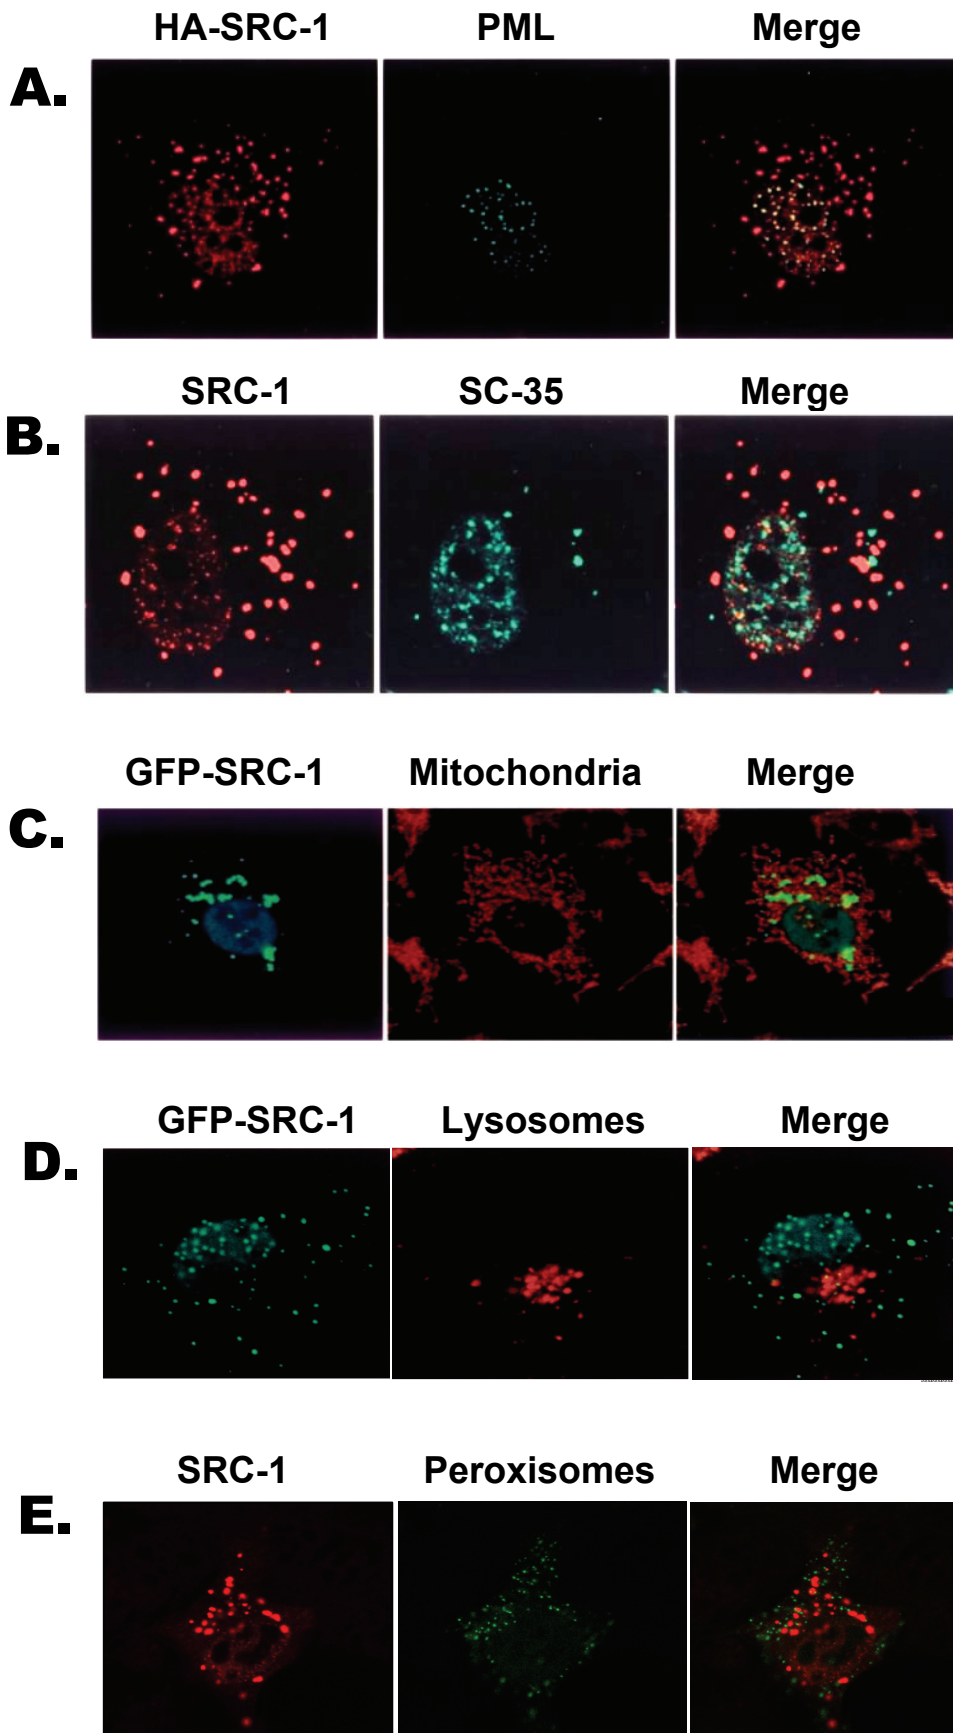 HA-SRC-1 PML Merge
A.
SRC-1 SC-35 Merge
B.
GFP-SRC-1 Mitochondria Merge
C.
GFP-SRC-1 Lysosomes Merge
D.
SRC-1 Peroxisomes Merge
E.